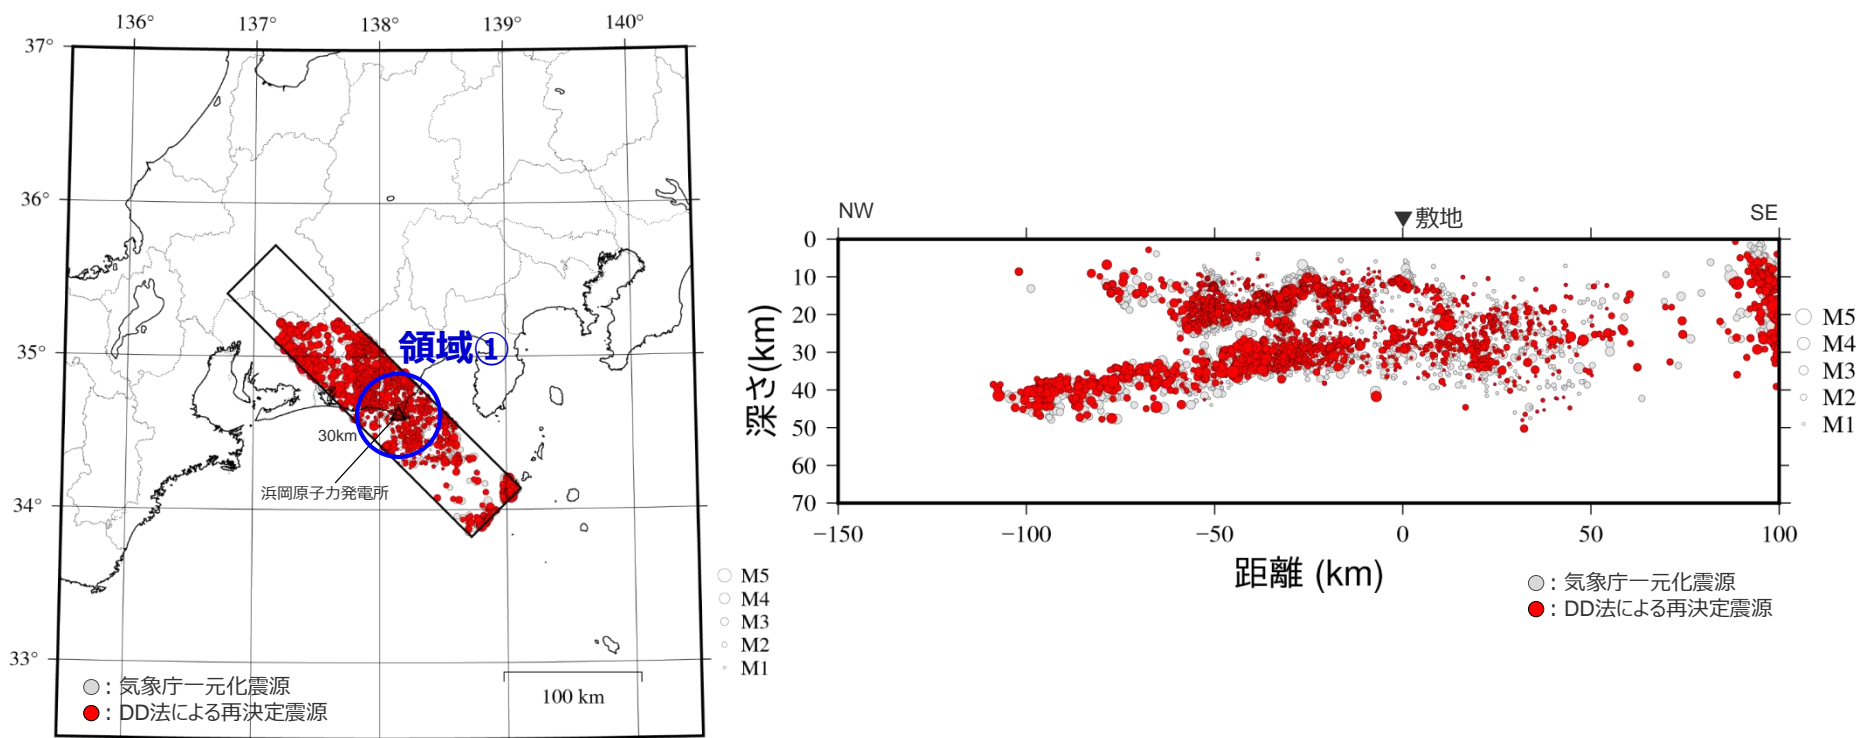 136°
137°
138°
139°
140°
37°
36°
35°
34°
33°
領域①
30km
浜岡原子力発電所
M5
M4
M3
M2
M1
100 km
：気象庁一元化震源
：DD法による再決定震源
NW
▼敷地
SE
0
10
20
30
40
50
60
70
深さ(km)
−150
−100
−50
0
50
100
距離 (km)
M5
M4
M3
M2
M1
：気象庁一元化震源
：DD法による再決定震源